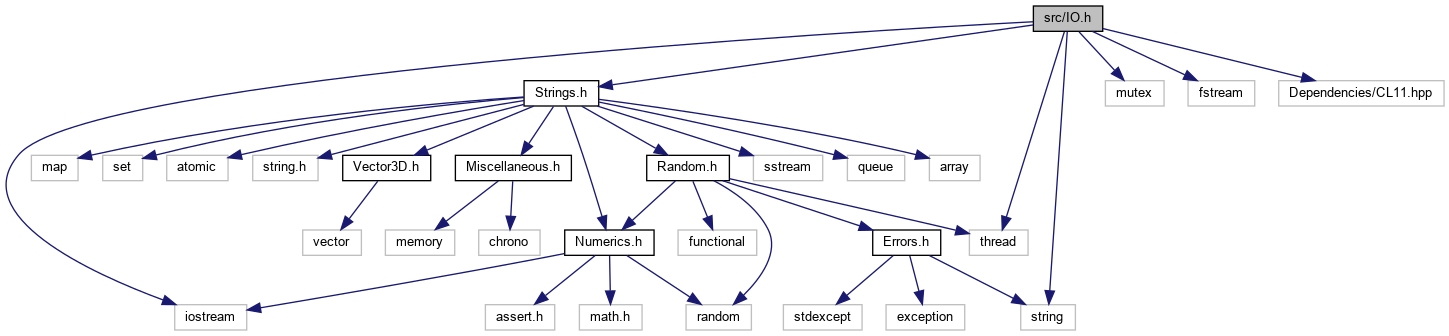 src/IO.h
Strings.h
mutex
fstream
Dependencies/CL11.hpp
map
set
atomic
string.h
Vector3D.h
Miscellaneous.h
Random.h
sstream
queue
array
vector
memory
chrono
Numerics.h
functional
Errors.h
thread
iostream
assert.h
math.h
random
stdexcept
exception
string